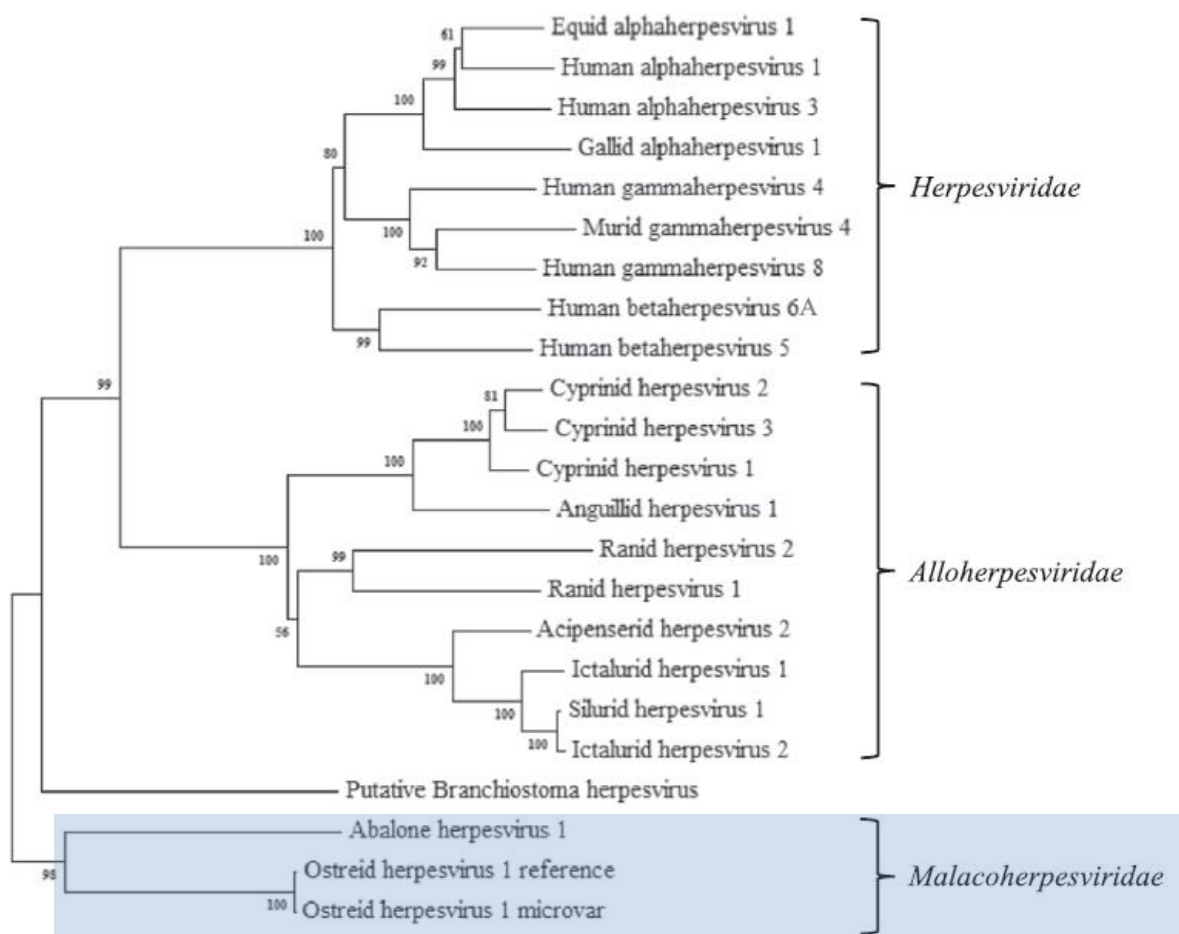 Equid alphaherpesvirus 1
61
Human alphaherpesvirus 1
99
Human alphaherpesvirus 3
100
Gallid alphaherpesvirus 1
80
Human gammaherpesvirus 4
Herpesviridae
100
Murid gammaherpesvirus 4
100
92
Human gammaherpesvirus 8
Human betaherpesvirus 6A
99
Human betaherpesvirus 5
99
Cyprinid herpesvirus 2
81
Cyprinid herpesvirus 3
100
Cyprinid herpesvirus 1
100
Anguillid herpesvirus 1
Ranid herpesvirus 2
99
100
Alloherpesviridae
Ranid herpesvirus 1
56
Acipenserid herpesvirus 2
100
Ictalurid herpesvirus 1
100
Silurid herpesvirus 1
100
Ictalurid herpesvirus 2
Putative Branchiostoma herpesvirus
Abalone herpesvirus 1
98
Ostreid herpesvirus 1 reference
Malacoherpesviridae
100
Ostreid herpesvirus 1 microvar